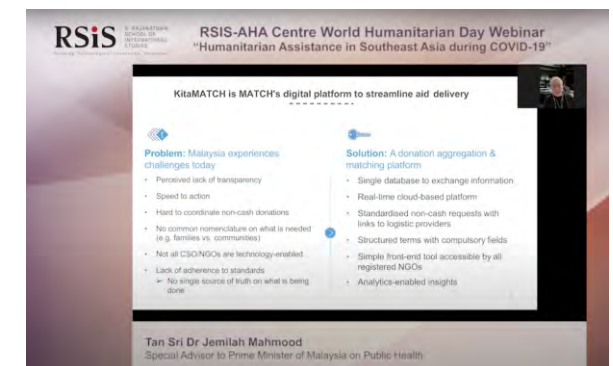 RSiS
S. RAJARATNAM
SCHOOL OF
INTERNATIONAL
STUDIES
RSIS-AHA Centre World Humanitarian Day Webinar
"Humanitarian Assistance in Southeast Asia during COVID-19"
KitaMATCH is MATCH's digital platform to streamline aid delivery
Problem: Malaysia experiences
challenges today
• Perceived lack of transparency
• Speed to action
• Hard to coordinate non-cash donations
• No common nomenclature on what is needed
(e.g. families vs. communities)
• Not all CSO/NGOs are technology-enabled
• Lack of adherence to standards
➢ No single source of truth on what is being
done
Solution: A donation aggregation &
matching platform
• Single database to exchange information
• Real-time cloud-based platform
• Standardised non-cash requests with
links to logistic providers
• Structured terms with compulsory fields
• Simple front-end tool accessible by all
registered NGOs
• Analytics-enabled insights
Tan Sri Dr Jemilah Mahmood
Special Advisor to Prime Minister of Malaysia on Public Health